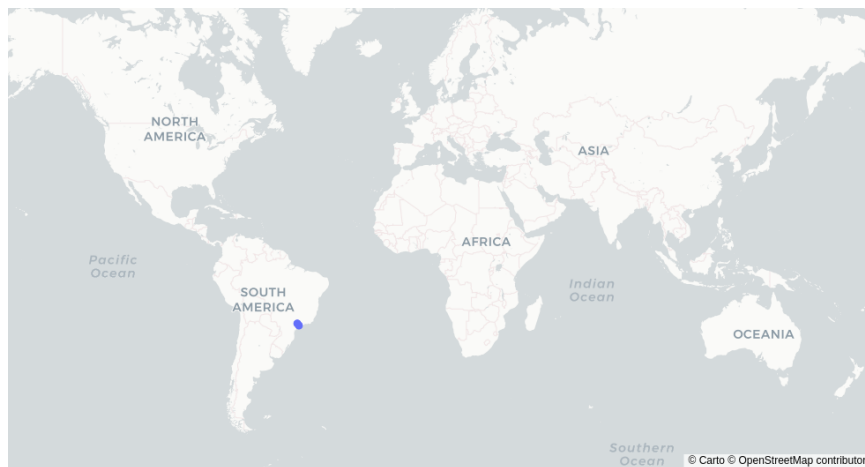 NORTH
AMERICA
ASIA
AFRICA
Pacific
Ocean
SOUTH
AMERICA
Indian
Ocean
OCEANIA
Southern
Ocean
© Carto © OpenStreetMap contributor